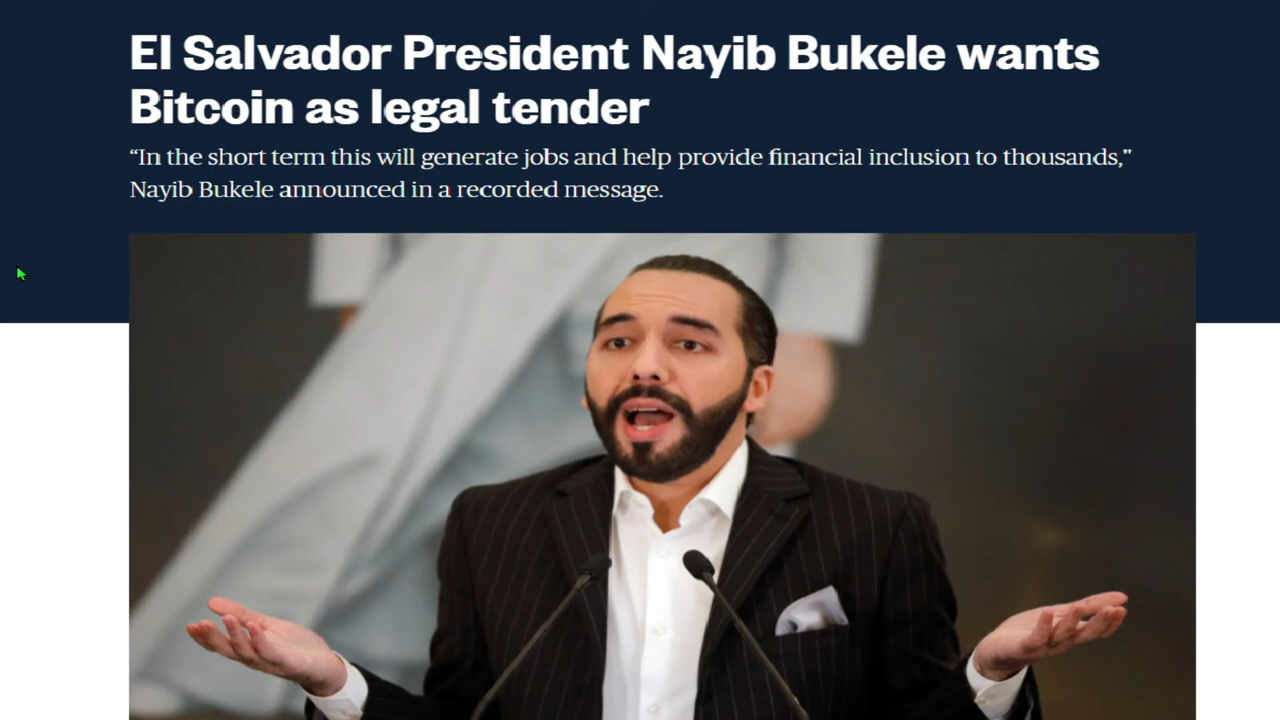 El Salvador President Nayib Bukele wants
Bitcoin as legal tender
“In the short term this will generate jobs and help provide financial inclusion to thousands,”
Nayib Bukele announced in a recorded message.